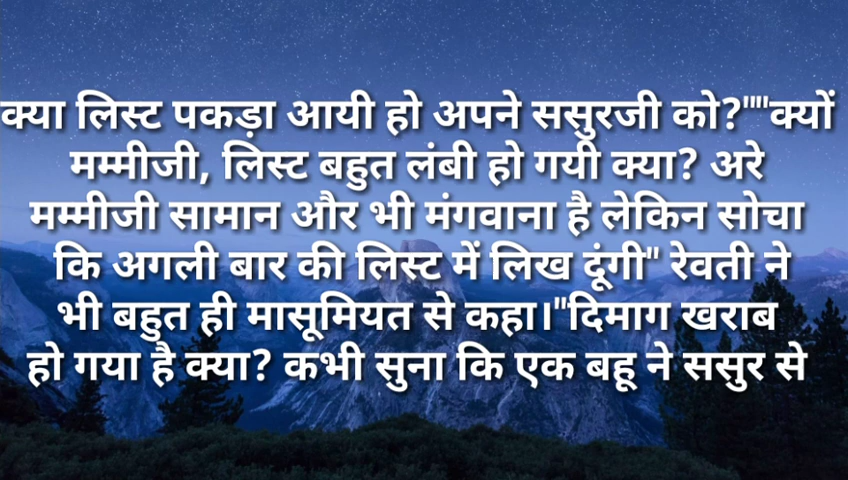 क्या लिस्ट पकड़ा आयी हो अपने ससुरजी को?""क्यों
मम्मीजी, लिस्ट बहुत लंबी हो गयी क्या? अरे
मम्मीजी सामान और भी मंगवाना है लेकिन सोचा
कि अगली बार की लिस्ट में लिख दूंगी" रेवती ने
भी बहुत ही मासूमियत से कहा।"दिमाग खराब
हो गया है क्या? कभी सुना कि एक बहू ने ससुर से